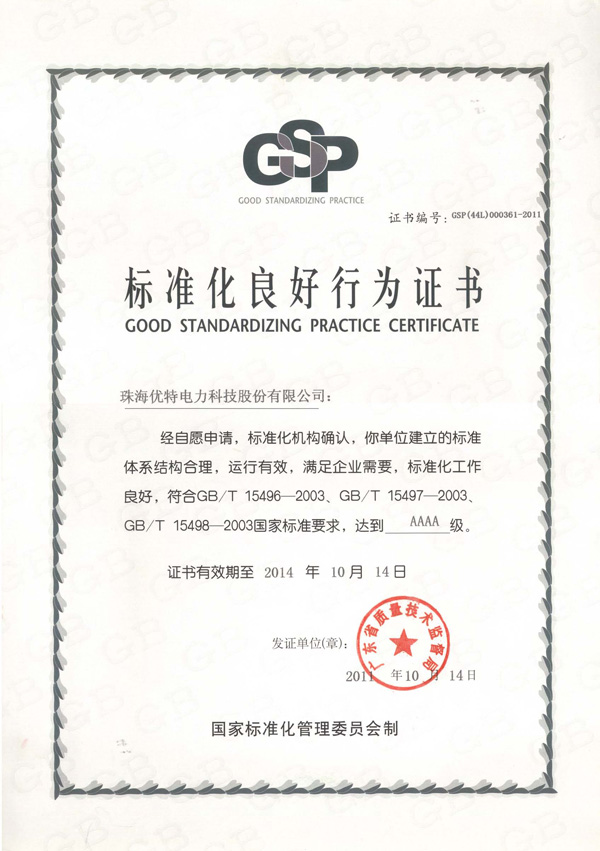 GSP
GOOD STANDARDIZING PRACTICE
证书编号：GSP(44L)000361-2011
标准化良好行为证书
GOOD STANDARDIZING PRACTICE CERTIFICATE
珠海优特电力科技股份有限公司：
经自愿申请，标准化机构确认，你单位建立的标准
体系结构合理，运行有效，满足企业需要，标准化工作
良好，符合GB/T 15496—2003、GB/T 15497—2003、
GB/T 15498—2003国家标准要求，达到 AAAA 级。
证书有效期至 2014 年 10 月 14 日
发证单位(章)：
广东省质量技术监督局
2011 年 10 月 14 日
国家标准化管理委员会制